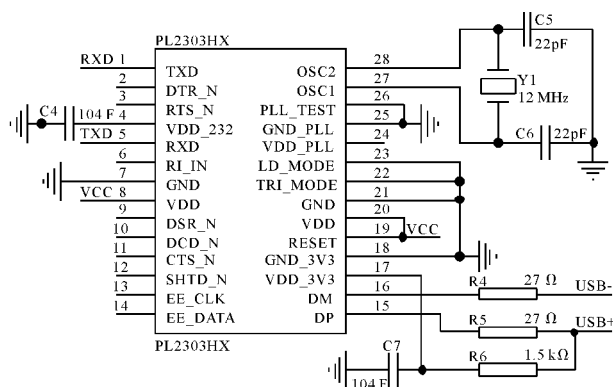 PL2303HX
RXD 1 TXD
2 DTR_N
3 RTS_N
C4 104 F 4 VDD_232
TXD 5 RXD
6 RI_IN
7 GND
VCC 8 VDD
9 DSR_N
10 DCD_N
11 CTS_N
12 SHTD_N
13 EE_CLK
14 EE_DATA
PL2303HX
OSC2 28
OSC1 27
PLL_TEST 26
GND_PLL 25
VDD_PLL 24
LD_MODE 23
TRI_MODE 22
GND 21
VDD 20
RESET 19 VCC
GND_3V3 18
VDD_3V3 17
DM 16
DP 15
C5
22pF
Y1
12 MHz
C6 22pF
R4 27 Ω USB-
R5 27 Ω USB+
R6 1.5 kΩ
C7
104 F